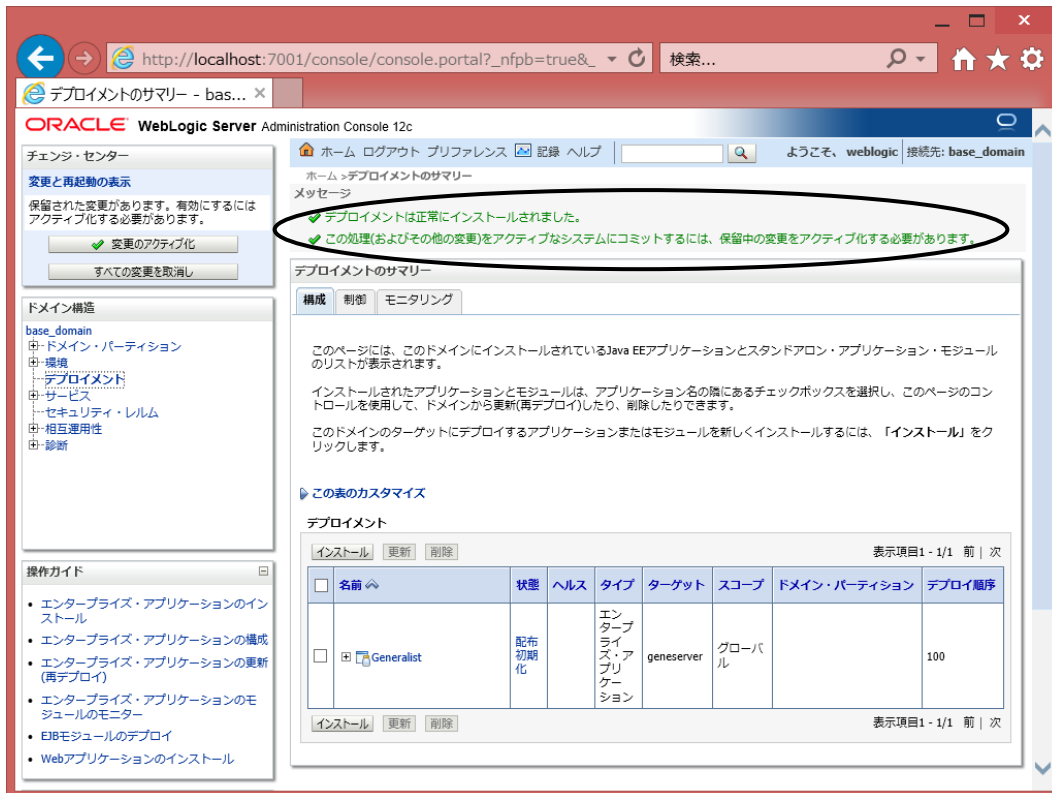 http://localhost:7001/console/console.portal?_nfpb=true&_
検索...
デプロイメントのサマリー - bas...
ORACLE WebLogic Server Administration Console 12c
チェンジ・センター
変更と再起動の表示
保留された変更があります。有効にするには
アクティブ化する必要があります。
変更のアクティブ化
すべての変更を取消し
ドメイン構造
base_domain
ドメイン・パーティション
環境
デプロイメント
サービス
セキュリティ・レルム
相互運用性
診断
操作ガイド
エンタープライズ・アプリケーションのイン
ストール
エンタープライズ・アプリケーションの構成
エンタープライズ・アプリケーションの更新
(再デプロイ)
エンタープライズ・アプリケーションのモ
ジュールのモニター
EJBモジュールのデプロイ
Webアプリケーションのインストール
ホーム ログアウト プリファレンス 記録 ヘルプ
ようこそ、weblogic 接続先: base_domain
ホーム >デプロイメントのサマリー
メッセージ
デプロイメントは正常にインストールされました。
この処理(およびその他の変更)をアクティブなシステムにコミットするには、保留中の変更をアクティブ化する必要があります。
デプロイメントのサマリー
構成 制御 モニタリング
このページには、このドメインにインストールされているJava EEアプリケーションとスタンドアロン・アプリケーション・モジュール
のリストが表示されます。
インストールされたアプリケーションとモジュールは、アプリケーション名の隣にあるチェックボックスを選択し、このページのコン
トロールを使用して、ドメインから更新(再デプロイ)したり、削除したりできます。
このドメインのターゲットにデプロイするアプリケーションまたはモジュールを新しくインストールするには、「インストール」をク
リックします。
この表のカスタマイズ
デプロイメント
インストール 更新 削除 表示項目1 - 1/1 前 | 次
名前 状態 ヘルス タイプ ターゲット スコープ ドメイン・パーティション デプロイ順序
Generalist
配布
初期
化
エン
タープ
ライ
ズ・ア
プリ
ケー
ション
geneserver
グローバ
ル
100
インストール 更新 削除 表示項目1 - 1/1 前 | 次